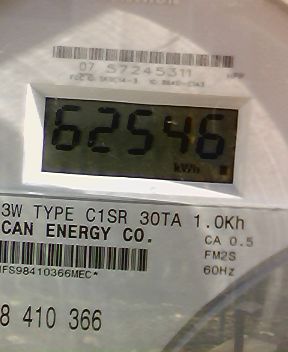 07 57245311
62546
kWh
3W TYPE C1SR 30TA 1.0Kh
CAN ENERGY CO.
CA 0.5
FM2S
60Hz
MFS98410366MEC*
8 410 366